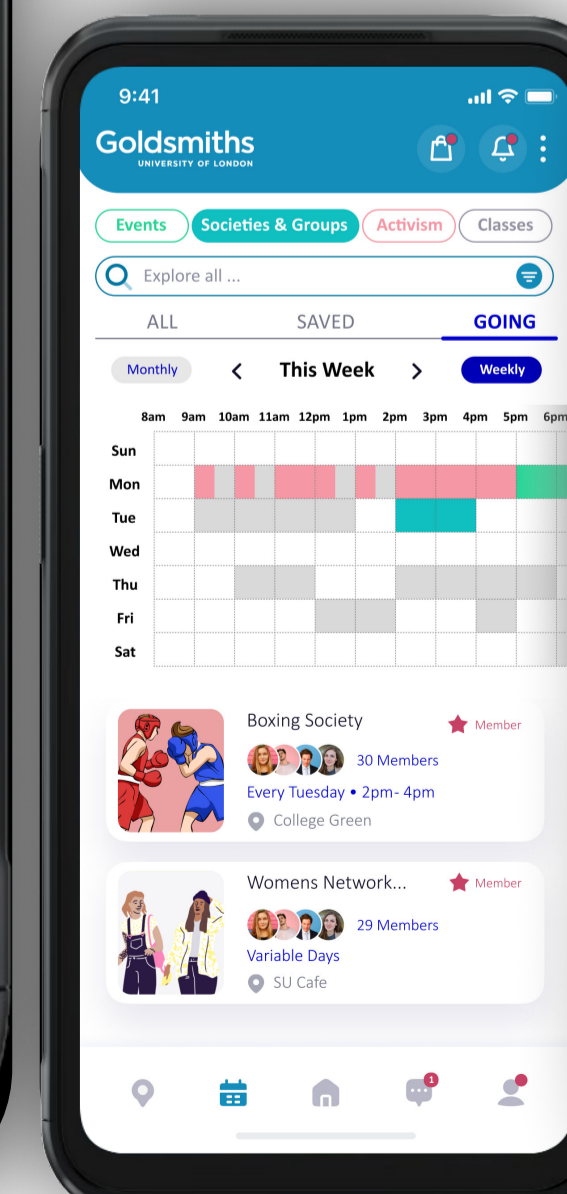 9:41
Goldsmiths
UNIVERSITY OF LONDON
Events Societies & Groups Activism Classes
Explore all ...
ALL SAVED GOING
Monthly < This Week > Weekly
8am 9am 10am 11am 12pm 1pm 2pm 3pm 4pm 5pm 6pm
Sun
Mon
Tue
Wed
Thu
Fri
Sat
Boxing Society Member
30 Members
Every Tuesday • 2pm- 4pm
College Green
Womens Network... Member
29 Members
Variable Days
SU Cafe
1